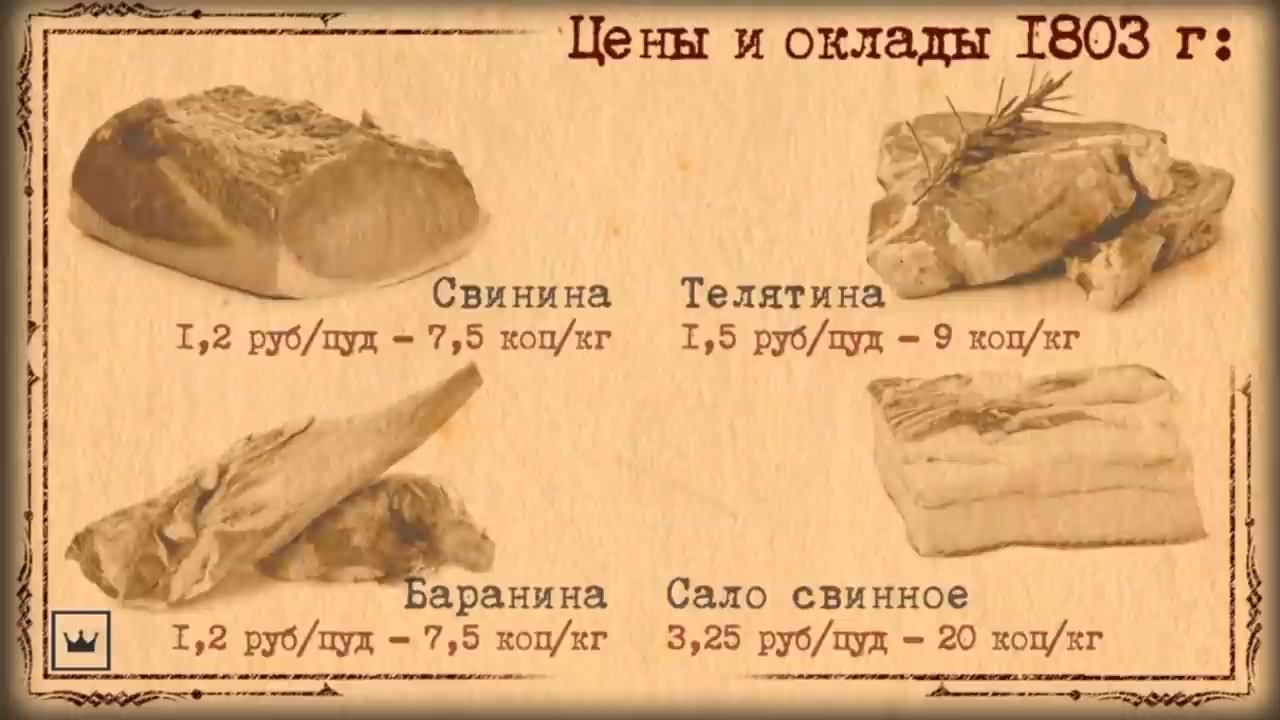 Цены и оклады 1803 г:
Свинина
1,2 руб/пуд – 7,5 коп/кг
Телятина
1,5 руб/пуд – 9 коп/кг
Баранина
1,2 руб/пуд – 7,5 коп/кг
Сало свинное
3,25 руб/пуд – 20 коп/кг